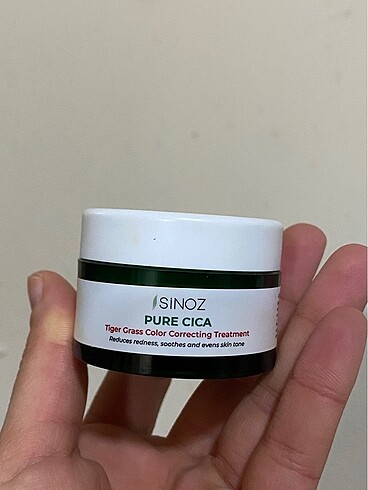 SiNOZ
PURE CICA
Tiger Grass Color Correcting Treatment
Reduces redness, soothes and evens skin tone